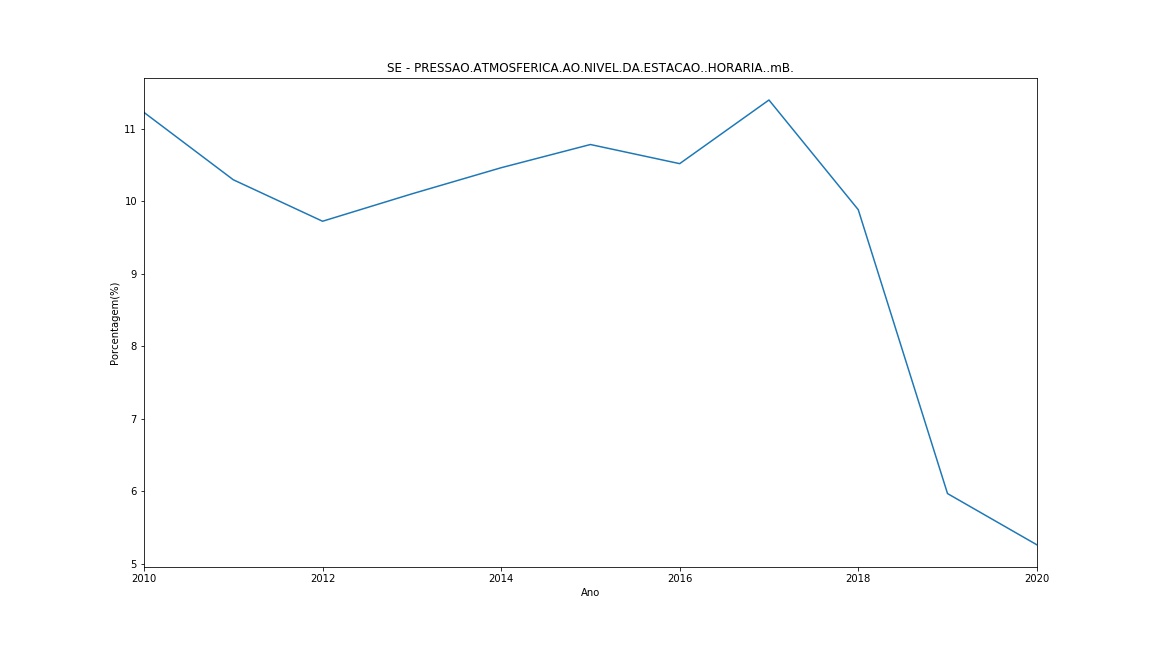 SE - PRESSAO.ATMOSFERICA.AO.NIVEL.DA.ESTACAO..HORARIA..mB.
11
10
9
8
7
6
5
Porcentagem(%)
2010 2012 2014 2016 2018 2020
Ano